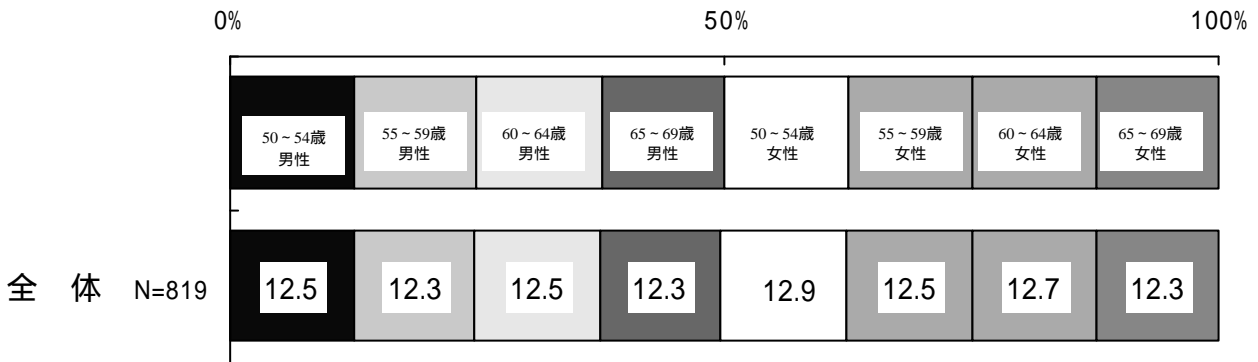 0% 50% 100%
50～54歳 55～59歳 60～64歳 65～69歳 50～54歳 55～59歳 60～64歳 65～69歳
男性 男性 男性 男性 女性 女性 女性 女性
全 体 N=819 12.5 12.3 12.5 12.3 12.9 12.5 12.7 12.3